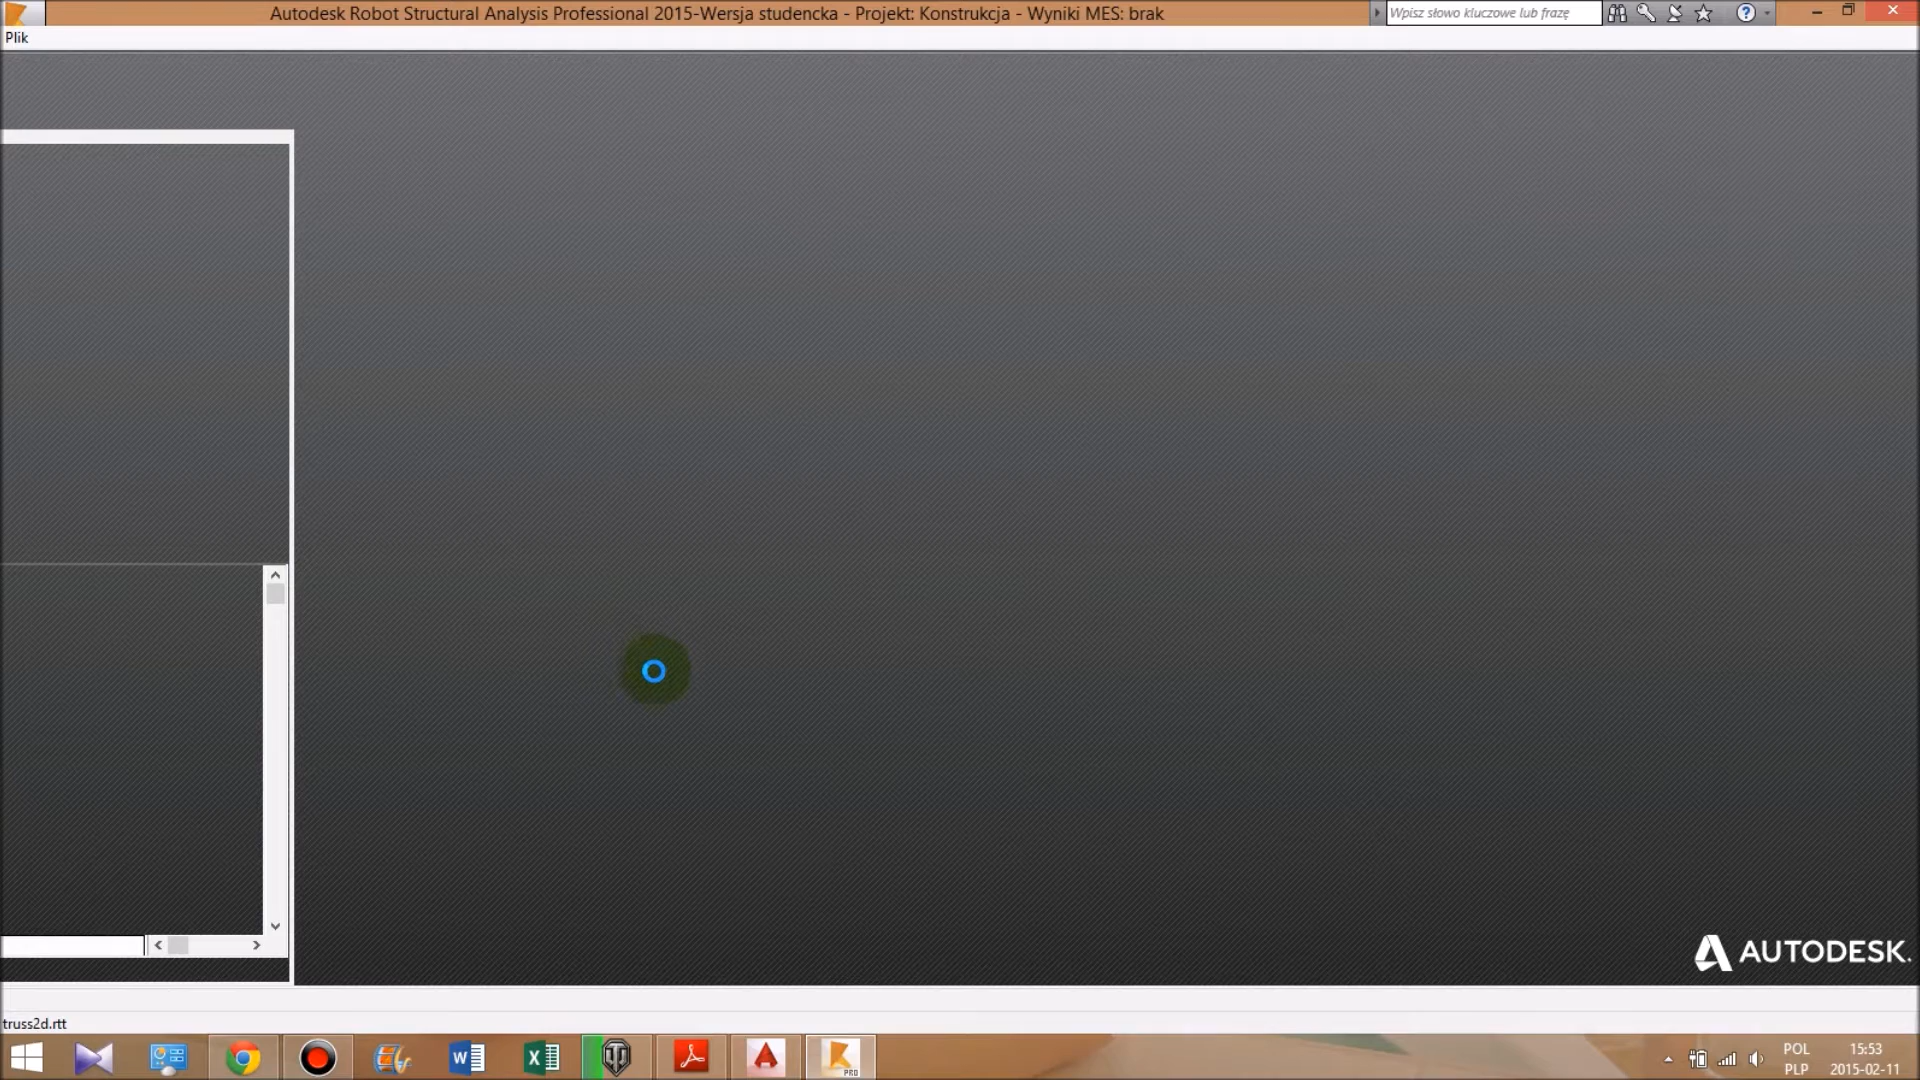 Autodesk Robot Structural Analysis Professional 2015-Wersja studencka - Projekt: Konstrukcja - Wyniki MES: brak
Wpisz słowo kluczowe lub frazę
Plik
AUTODESK.
truss2d.rtt
PRO
POL
PLP
15:53
2015-02-11